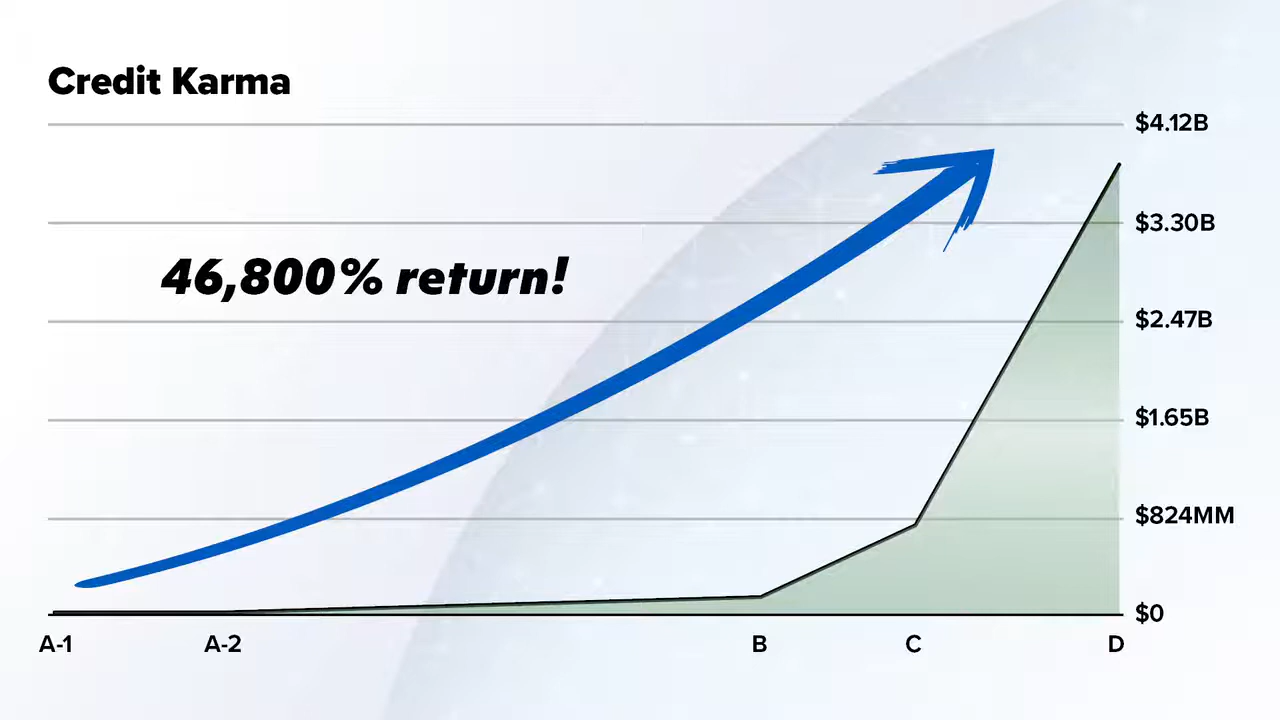 Credit Karma
$4.12B
$3.30B
46,800% return!
$2.47B
$1.65B
$824MM
$0
A-1 A-2 B C D